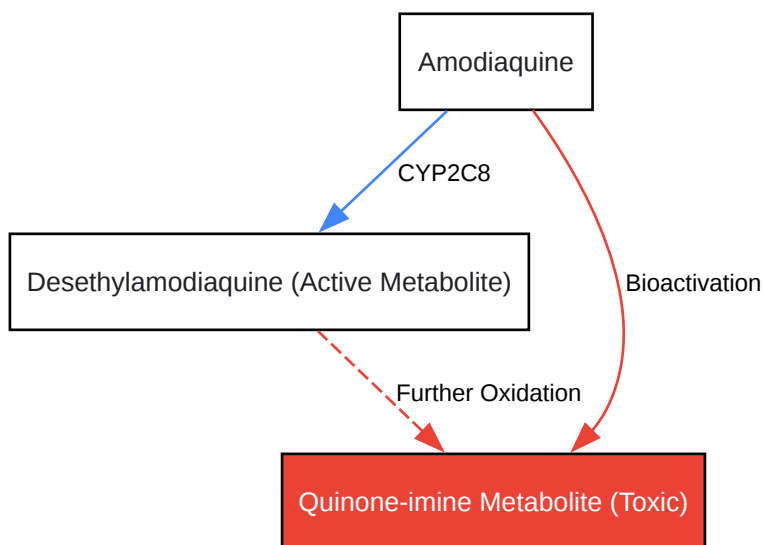 Amodiaquine
CYP2C8
Desethylamodiaquine (Active Metabolite)
Bioactivation
Further Oxidation
Quinone-imine Metabolite (Toxic)